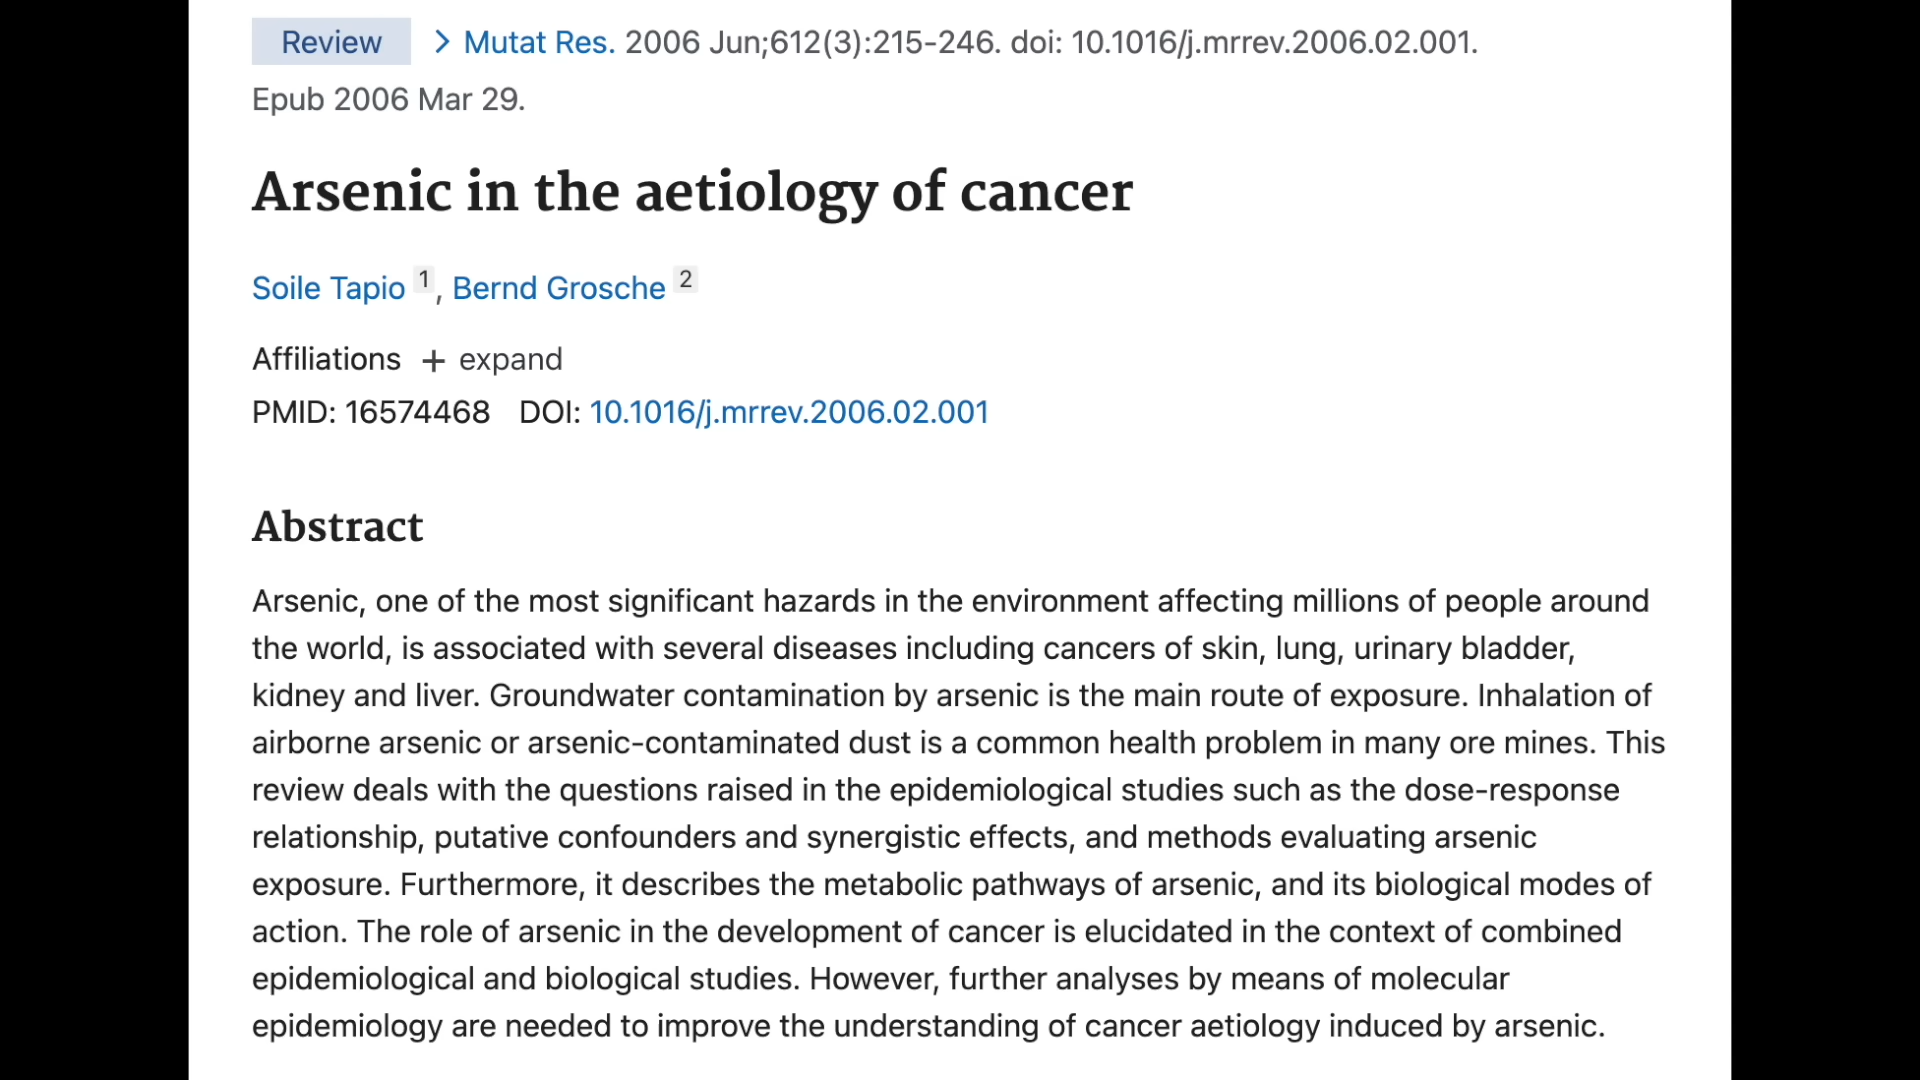 Review > Mutat Res. 2006 Jun;612(3):215-246. doi: 10.1016/j.mrrev.2006.02.001.
Epub 2006 Mar 29.
Arsenic in the aetiology of cancer
Soile Tapio 1, Bernd Grosche 2
Affiliations + expand
PMID: 16574468 DOI: 10.1016/j.mrrev.2006.02.001
Abstract
Arsenic, one of the most significant hazards in the environment affecting millions of people around
the world, is associated with several diseases including cancers of skin, lung, urinary bladder,
kidney and liver. Groundwater contamination by arsenic is the main route of exposure. Inhalation of
airborne arsenic or arsenic-contaminated dust is a common health problem in many ore mines. This
review deals with the questions raised in the epidemiological studies such as the dose-response
relationship, putative confounders and synergistic effects, and methods evaluating arsenic
exposure. Furthermore, it describes the metabolic pathways of arsenic, and its biological modes of
action. The role of arsenic in the development of cancer is elucidated in the context of combined
epidemiological and biological studies. However, further analyses by means of molecular
epidemiology are needed to improve the understanding of cancer aetiology induced by arsenic.